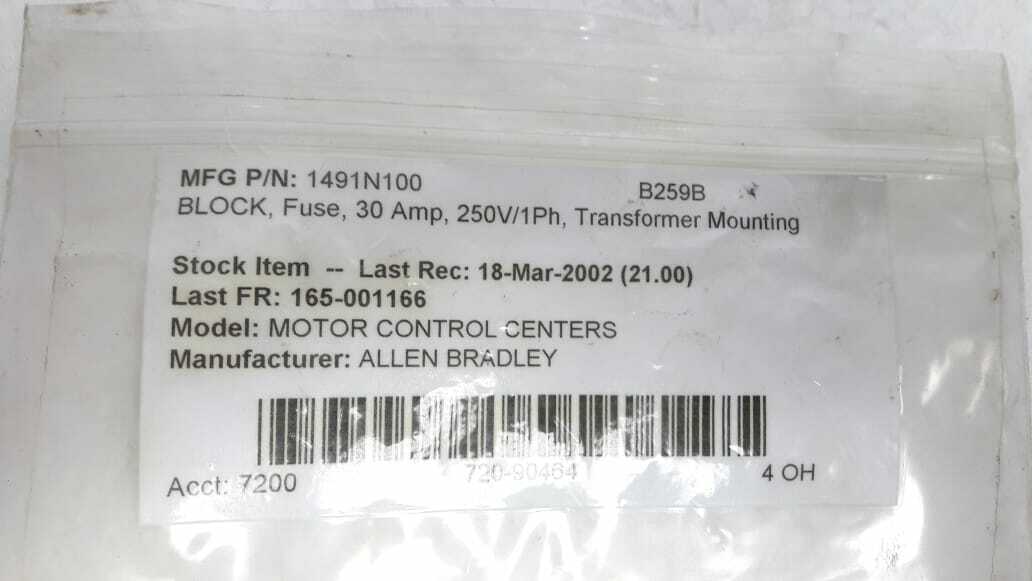 MFG P/N: 1491N100 B259B
BLOCK, Fuse, 30 Amp, 250V/1Ph, Transformer Mounting
Stock Item -- Last Rec: 18-Mar-2002 (21.00)
Last FR: 165-001166
Model: MOTOR CONTROL CENTERS
Manufacturer: ALLEN BRADLEY
Acct: 7200 720-90464 4 OH